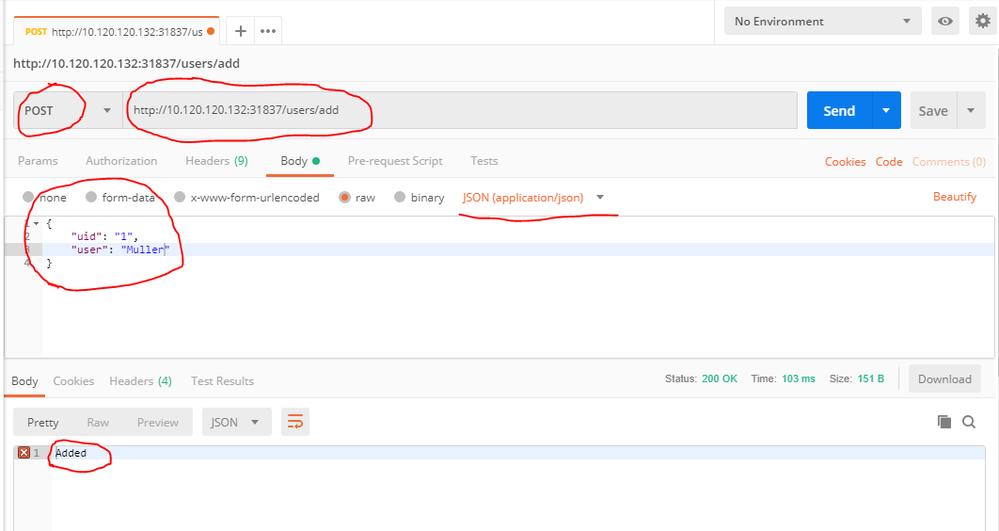 POST http://10.120.120.132:31837/us + ••• No Environment
http://10.120.120.132:31837/users/add
POST http://10.120.120.132:31837/users/add Send Save
Params Authorization Headers (9) Body Pre-request Script Tests Cookies Code Comments (0)
none form-data x-www-form-urlencoded raw binary JSON (application/json) Beautify
1 {
2 "uid": "1",
3 "user": "Muller"
4 }
Body Cookies Headers (4) Test Results Status: 200 OK Time: 103 ms Size: 151 B Download
Pretty Raw Preview JSON
1 Added